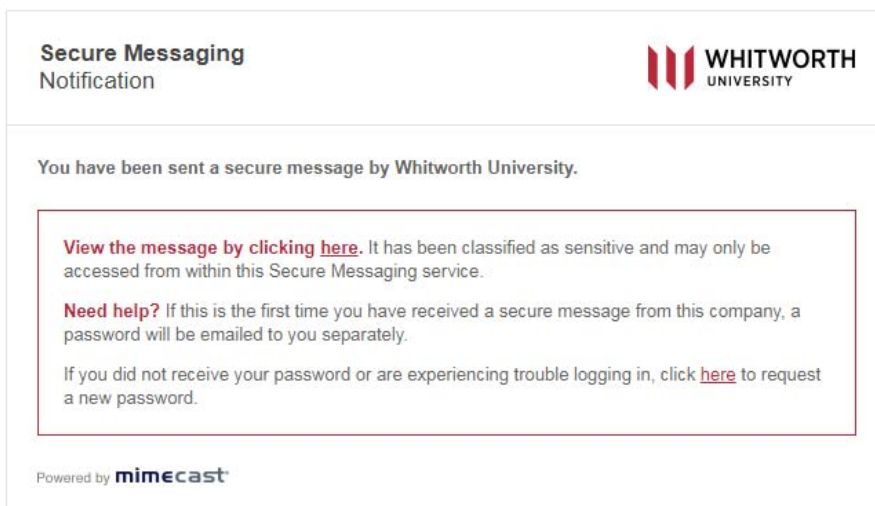 Secure Messaging
Notification
WHITWORTH
UNIVERSITY
You have been sent a secure message by Whitworth University.
View the message by clicking here. It has been classified as sensitive and may only be
accessed from within this Secure Messaging service.
Need help? If this is the first time you have received a secure message from this company, a
password will be emailed to you separately.
If you did not receive your password or are experiencing trouble logging in, click here to request
a new password.
Powered by mimecast